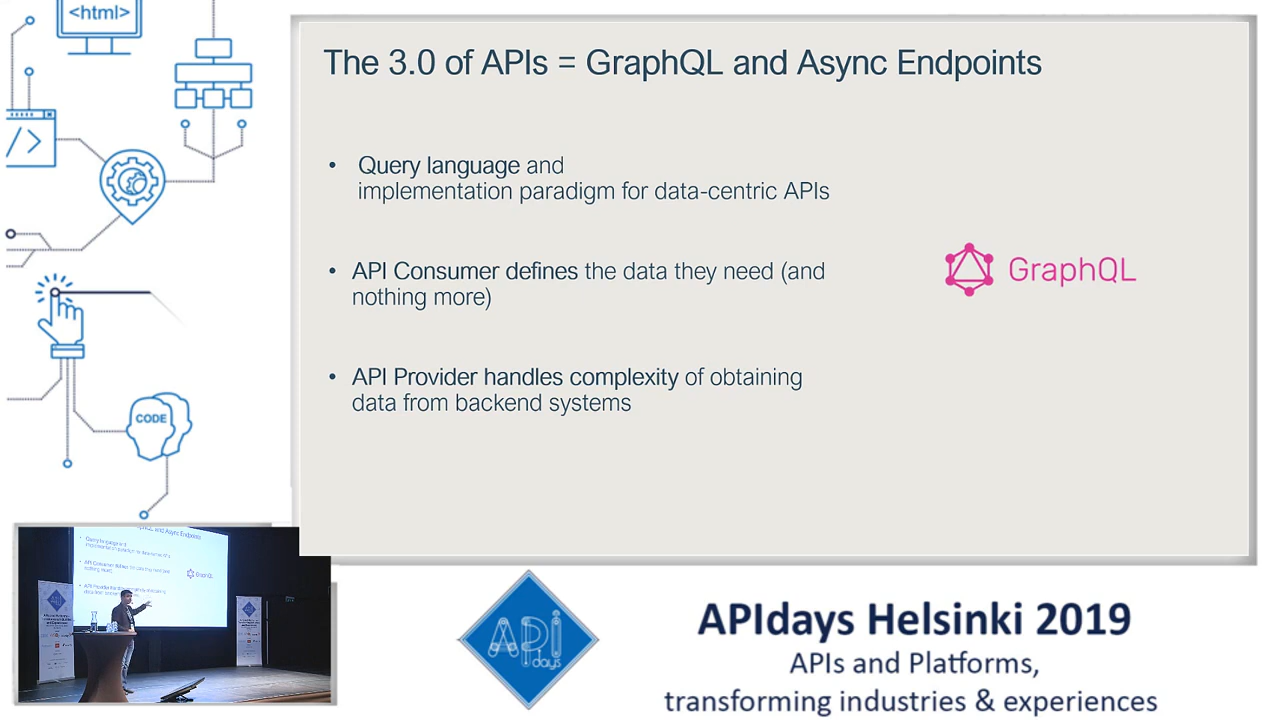 <html>
The 3.0 of APIs = GraphQL and Async Endpoints
/>
• Query language and
implementation paradigm for data-centric APIs
• API Consumer defines the data they need (and
nothing more)
GraphQL
• API Provider handles complexity of obtaining
data from backend systems
CODE
API
days
APIdays Helsinki 2019
APIs and Platforms,
transforming industries & experiences